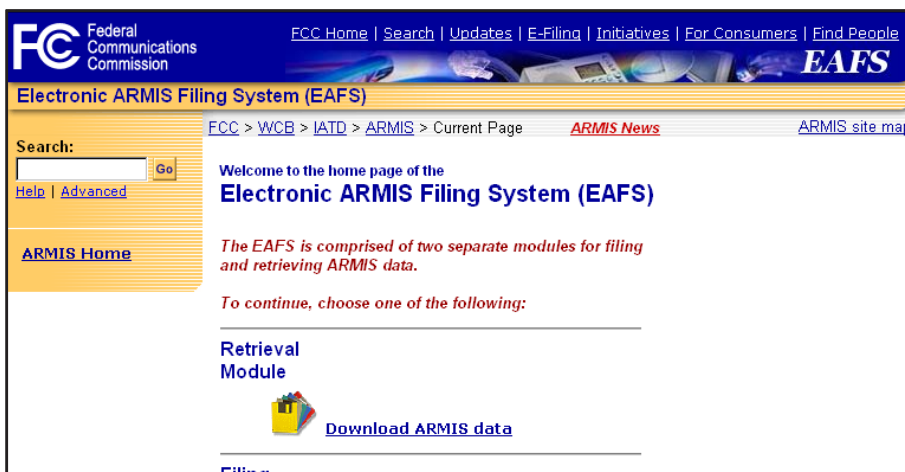 FCC Federal
Communications
Commission
FCC Home | Search | Updates | E-Filing | Initiatives | For Consumers | Find People
EAFS
Electronic ARMIS Filing System (EAFS)
FCC > WCB > IATD > ARMIS > Current Page ARMIS News ARMIS site map
Search:
Go
Help | Advanced
ARMIS Home
Welcome to the home page of the
Electronic ARMIS Filing System (EAFS)
The EAFS is comprised of two separate modules for filing
and retrieving ARMIS data.
To continue, choose one of the following:
Retrieval
Module
Download ARMIS data
Filing